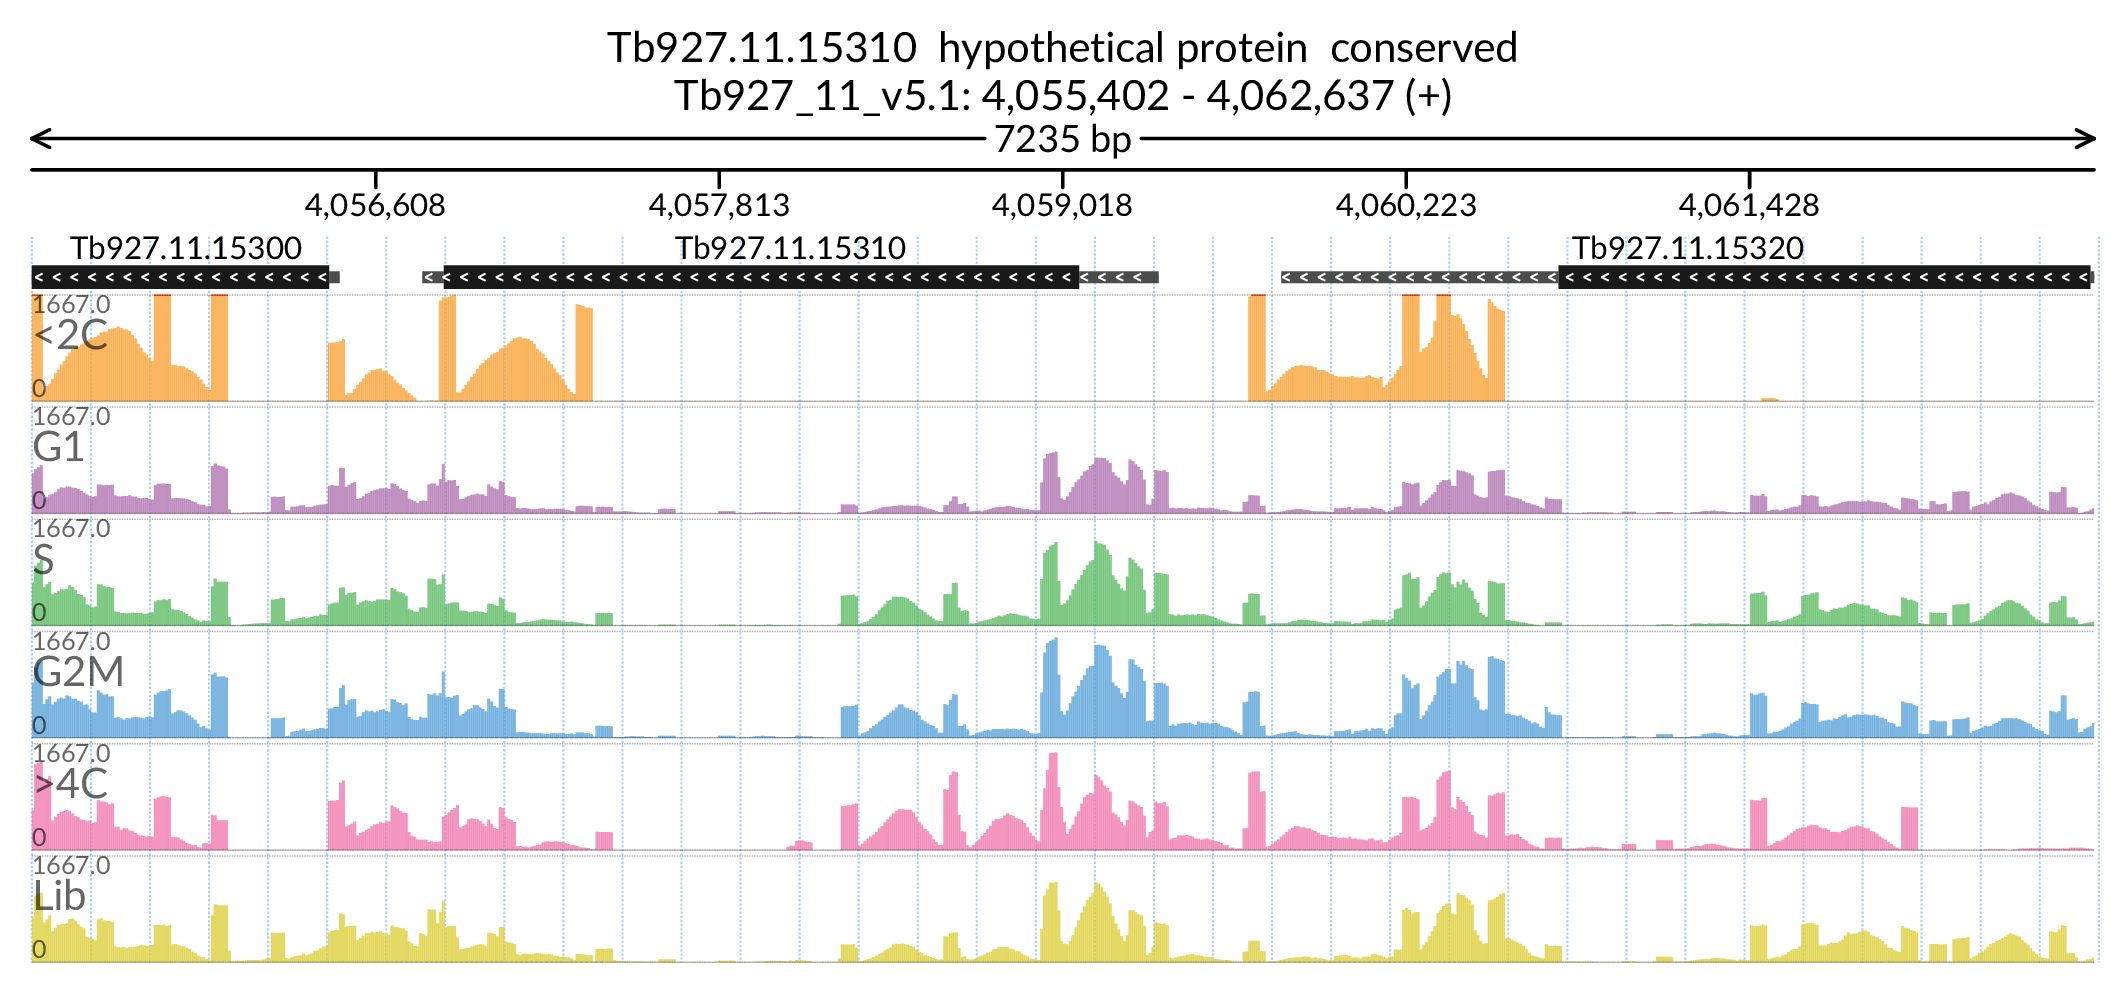 Tb927.11.15310 hypothetical protein conserved
Tb927_11_v5.1: 4,055,402 - 4,062,637 (+)
7235 bp
4,056,608 4,057,813 4,059,018 4,060,223 4,061,428
Tb927.11.15300 Tb927.11.15310 Tb927.11.15320
1667.0
<2C
0
1667.0
G1
0
1667.0
S
0
1667.0
G2M
0
1667.0
>4C
0
1667.0
Lib
0